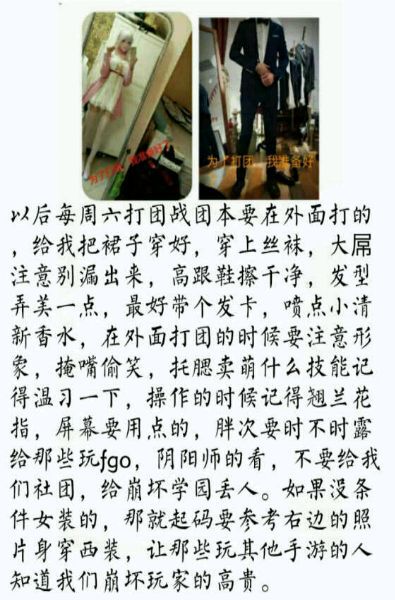 为了打团，我准备好
以后每周六打团战团本要在外面打的
，给我把裙子穿好，穿上丝袜，大屌
注意别漏出来，高跟鞋擦干净，发型
弄美一点，最好带个发卡，喷点小清
新香水，在外面打团的时候要注意形
象，掩嘴偷笑，托腮卖萌什么技能记
得温习一下，操作的时候记得翘兰花
指，屏幕要用点的，胖次要时不时露
给那些玩fgo，阴阳师的看，不要给我
们社团，给崩坏学园丢人。如果没条
件女装的，那就起码要参考右边的照
片身穿西装，让那些玩其他手游的人
知道我们崩坏玩家的高贵。